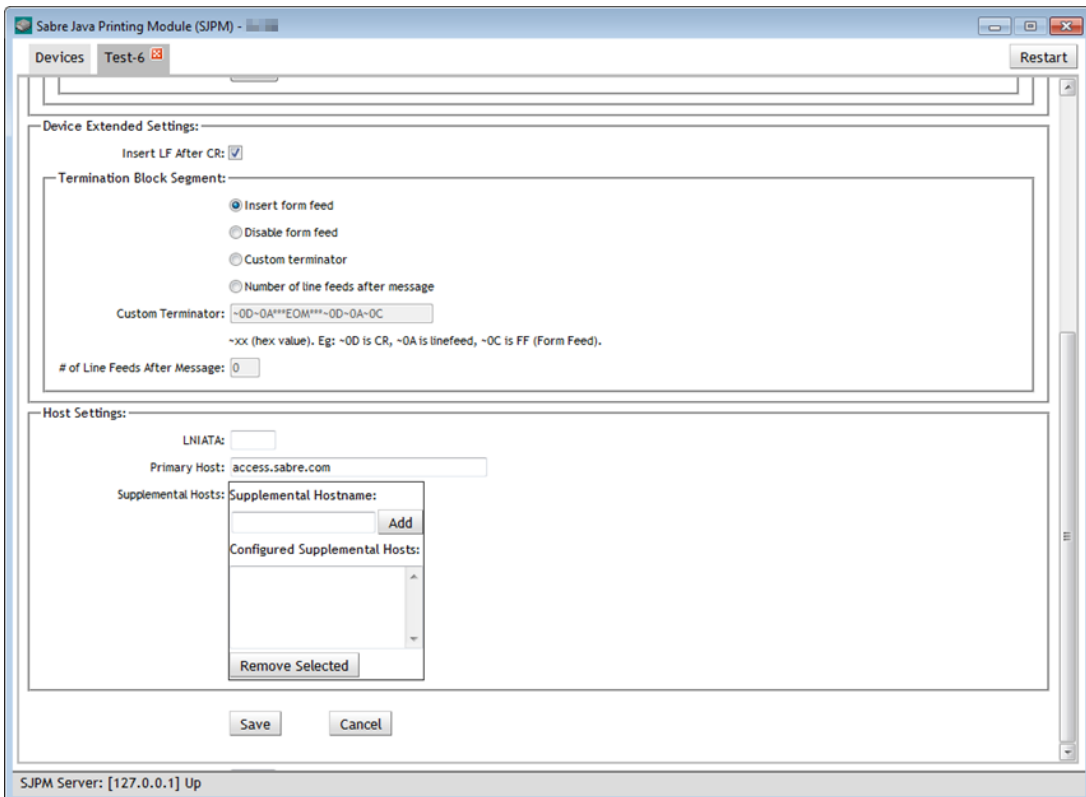 Sabre Java Printing Module (SJPM) -
Devices Test-6 Restart
Device Extended Settings:
Insert LF After CR:
Termination Block Segment:
Insert form feed
Disable form feed
Custom terminator
Number of line feeds after message
Custom Terminator: ~0D~0A***EOM***~0D~0A~0C
~xx (hex value). Eg: ~0D is CR, ~0A is linefeed, ~0C is FF (Form Feed).
# of Line Feeds After Message: 0
Host Settings:
LNIATA:
Primary Host: access.sabre.com
Supplemental Hosts: Supplemental Hostname:
Add
Configured Supplemental Hosts:
Remove Selected
Save Cancel
SJPM Server: [127.0.0.1] Up